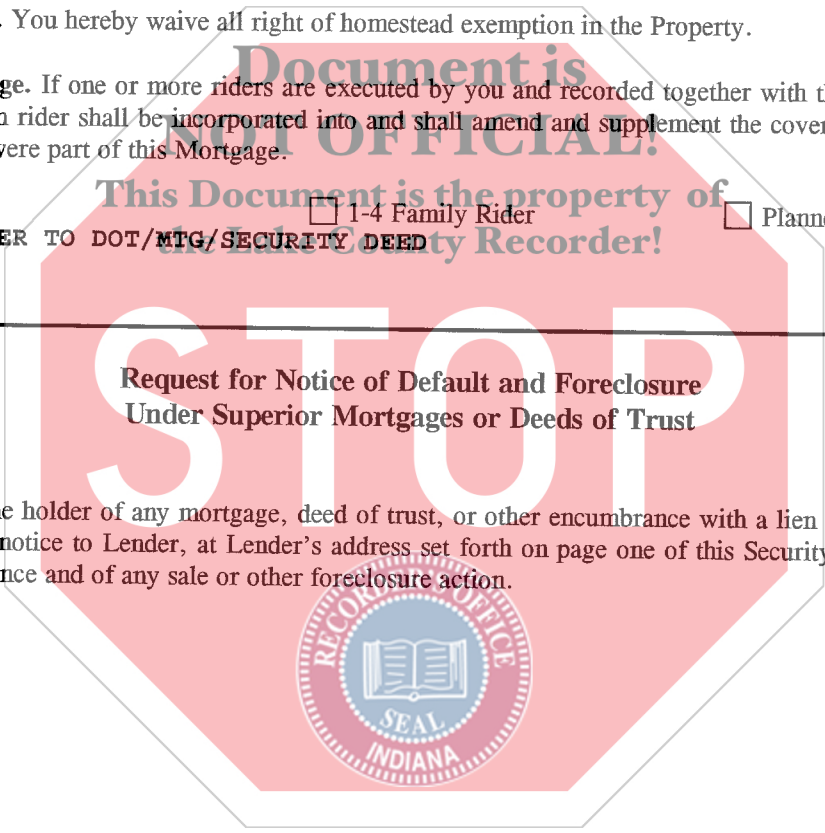 . You hereby waive all right of homestead exemption in the Property.
Document is
ge. If one or more riders are executed by you and recorded together with t
rider shall be incorporated into and shall amend and supplement the cover
NOT OFFICIAL!
were part of this Mortgage.
This Document is the property of
1-4 Family Rider
Planne
ER TO DOT/MTG/SECURITY DEED
the Lake County Recorder!
STOP
Request for Notice of Default and Foreclosure
Under Superior Mortgages or Deeds of Trust
e holder of any mortgage, deed of trust, or other encumbrance with a lien
notice to Lender, at Lender's address set forth on page one of this Security
nce and of any sale or other foreclosure action.
RECORDER'S OFFICE
SEAL
INDIANA